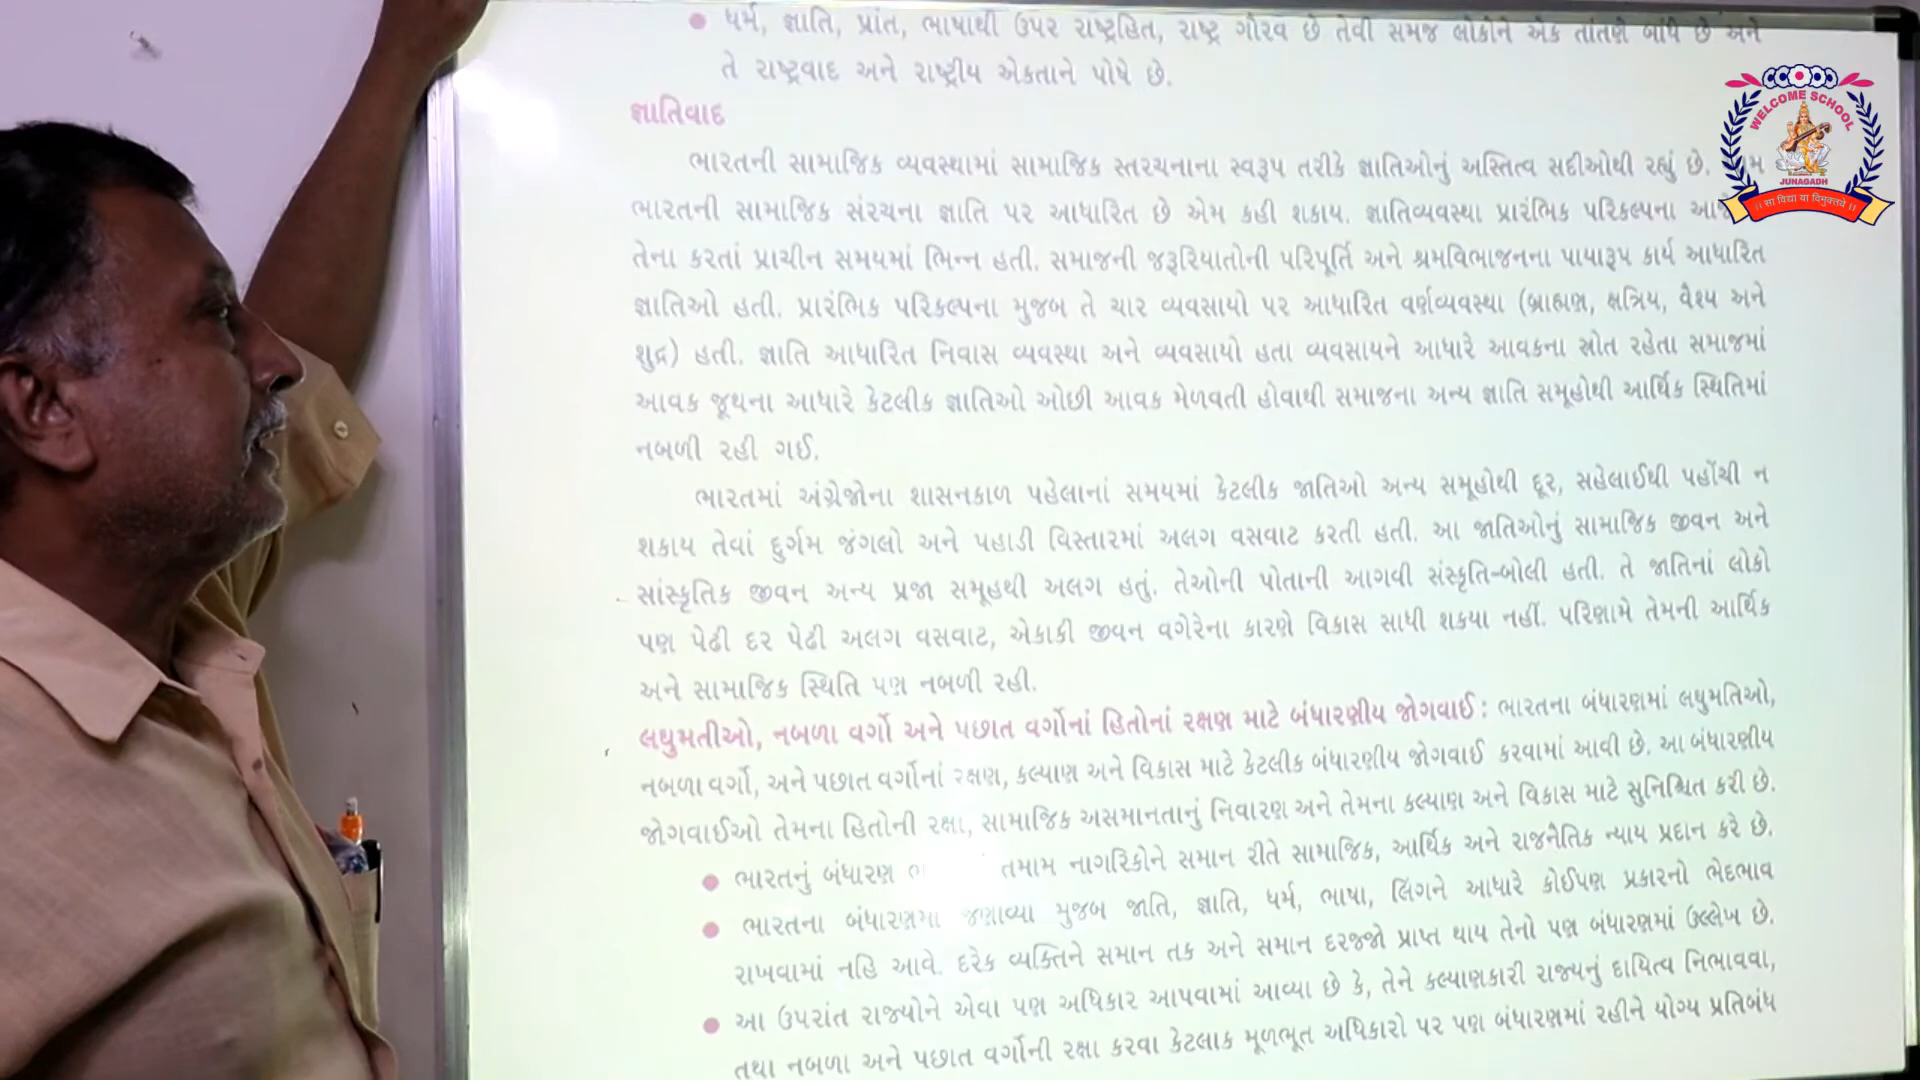 • ધર્મ, જ્ઞાતિ, પ્રાંત, ભાષાથી ઉપર રાષ્ટ્રહિત, રાષ્ટ્ર ગૌરવ છે તેવી સમજ લોકોને એક તાંતણે બાંધે છે અને
તે રાષ્ટ્રવાદ અને રાષ્ટ્રીય એકતાને પોષે છે.
WELCOME SCHOOL
JUNAGADH
।। सा विद्या या विमुक्तये ।।
જ્ઞાતિવાદ
ભારતની સામાજિક વ્યવસ્થામાં સામાજિક સ્તરચનાના સ્વરૂપ તરીકે જ્ઞાતિઓનું અસ્તિત્વ સદીઓથી રહ્યું છે.
ભારતની સામાજિક સંરચના જ્ઞાતિ પર આધારિત છે એમ કહી શકાય. જ્ઞાતિવ્યવસ્થા પ્રારંભિક પરિકલ્પના
તેના કરતાં પ્રાચીન સમયમાં ભિન્ન હતી. સમાજની જરૂરિયાતોની પરિપૂર્તિ અને શ્રમવિભાજનના પાયારૂપ કાર્ય આધારિત
જ્ઞાતિઓ હતી. પ્રારંભિક પરિકલ્પના મુજબ તે ચાર વ્યવસાયો પર આધારિત વર્ણવ્યવસ્થા (બ્રાહ્મણ, ક્ષત્રિય, વૈશ્ય અને
શુદ્ર) હતી. જ્ઞાતિ આધારિત નિવાસ વ્યવસ્થા અને વ્યવસાયો હતા વ્યવસાયને આધારે આવકના સ્રોત રહેતા સમાજમાં
આવક જૂથના આધારે કેટલીક જ્ઞાતિઓ ઓછી આવક મેળવતી હોવાથી સમાજના અન્ય જ્ઞાતિ સમૂહોથી આર્થિક સ્થિતિમાં
નબળી રહી ગઈ.
ભારતમાં અંગ્રેજોના શાસનકાળ પહેલાનાં સમયમાં કેટલીક જાતિઓ અન્ય સમૂહોથી દૂર, સહેલાઈથી પહોંચી ન
શકાય તેવાં દુર્ગમ જંગલો અને પહાડી વિસ્તારમાં અલગ વસવાટ કરતી હતી. આ જાતિઓનું સામાજિક જીવન અને
સાંસ્કૃતિક જીવન અન્ય પ્રજા સમૂહથી અલગ હતું. તેઓની પોતાની આગવી સંસ્કૃતિ-બોલી હતી. તે જાતિનાં લોકો
પણ પેઢી દર પેઢી અલગ વસવાટ, એકાકી જીવન વગેરેના કારણે વિકાસ સાધી શકયા નહીં. પરિણામે તેમની આર્થિક
અને સામાજિક સ્થિતિ પણ નબળી રહી.
લઘુમતીઓ, નબળા વર્ગો અને પછાત વર્ગોનાં હિતોનાં રક્ષણ માટે બંધારણીય જોગવાઈ : ભારતના બંધારણમાં લઘુમતિઓ,
નબળા વર્ગો, અને પછાત વર્ગોનાં રક્ષણ, કલ્યાણ અને વિકાસ માટે કેટલીક બંધારણીય જોગવાઈ કરવામાં આવી છે. આ બંધારણીય
જોગવાઈઓ તેમના હિતોની રક્ષા, સામાજિક અસમાનતાનું નિવારણ અને તેમના કલ્યાણ અને વિકાસ માટે સુનિશ્ચિત કરી છે.
• ભારતનું બંધારણ તમામ નાગરિકોને સમાન રીતે સામાજિક, આર્થિક અને રાજનૈતિક ન્યાય પ્રદાન કરે છે.
• ભારતના બંધારણમાં જણાવ્યા મુજબ જાતિ, જ્ઞાતિ, ધર્મ, ભાષા, લિંગને આધારે કોઈપણ પ્રકારનો ભેદભાવ
રાખવામાં નહિ આવે. દરેક વ્યક્તિને સમાન તક અને સમાન દરજ્જો પ્રાપ્ત થાય તેનો પણ બંધારણમાં ઉલ્લેખ છે.
• આ ઉપરાંત રાજ્યોને એવા પણ અધિકાર આપવામાં આવ્યા છે કે, તેને કલ્યાણકારી રાજ્યનું દાયિત્વ નિભાવવા,
તથા નબળા અને પછાત વર્ગોની રક્ષા કરવા કેટલાક મૂળભૂત અધિકારો પર પણ બંધારણમાં રહીને યોગ્ય પ્રતિબંધ